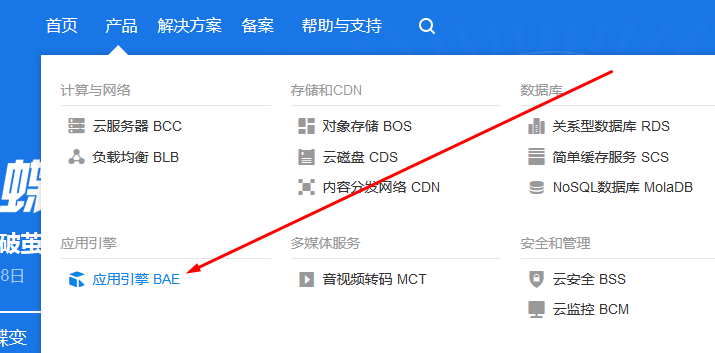 首页 产品 解决方案 备案 帮助与支持
计算与网络 存储和CDN 数据库
云服务器 BCC 对象存储 BOS 关系型数据库 RDS
负载均衡 BLB 云磁盘 CDS 简单缓存服务 SCS
内容分发网络 CDN NoSQL数据库 MolaDB
蝶
破茧
应用引擎 多媒体服务 安全和管理
8日 应用引擎 BAE 音视频转码 MCT 云安全 BSS
云监控 BCM
蝶变